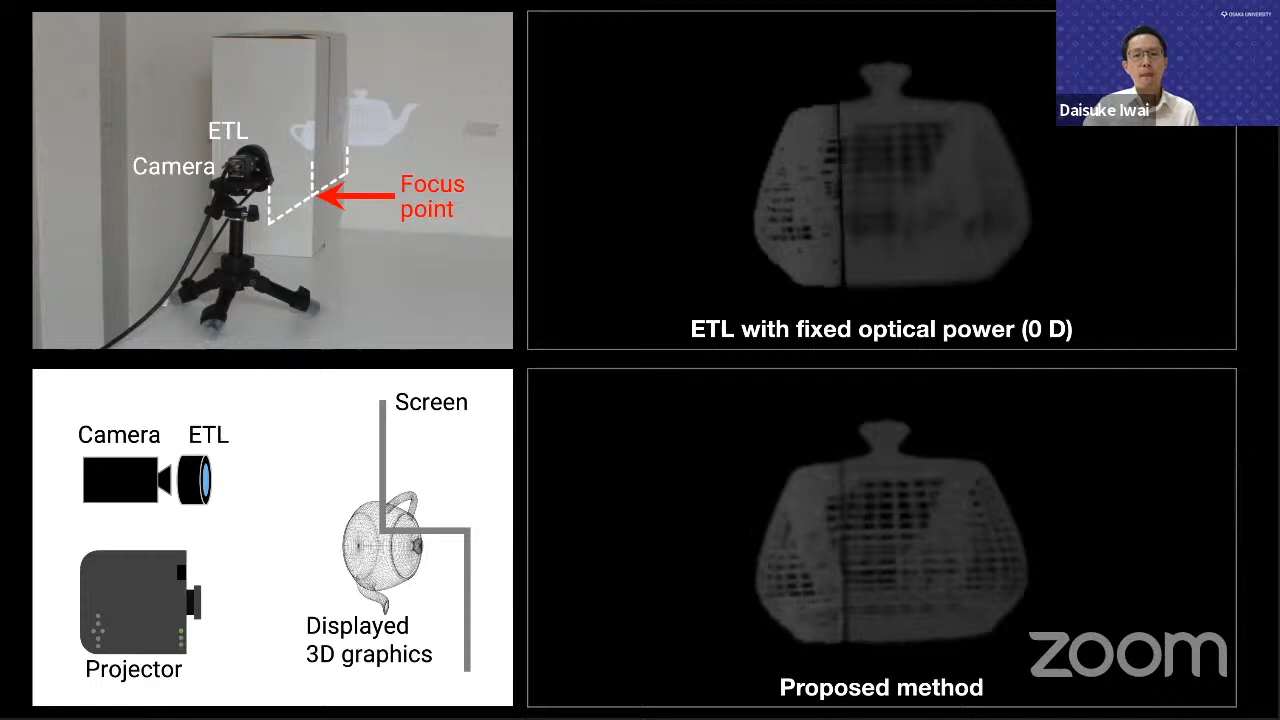 ETL
Camera
Focus
point
ETL with fixed optical power (0 D)
OSAKA UNIVERSITY
Daisuke Iwai
Camera
ETL
Screen
Displayed
3D graphics
Projector
Proposed method
zoom